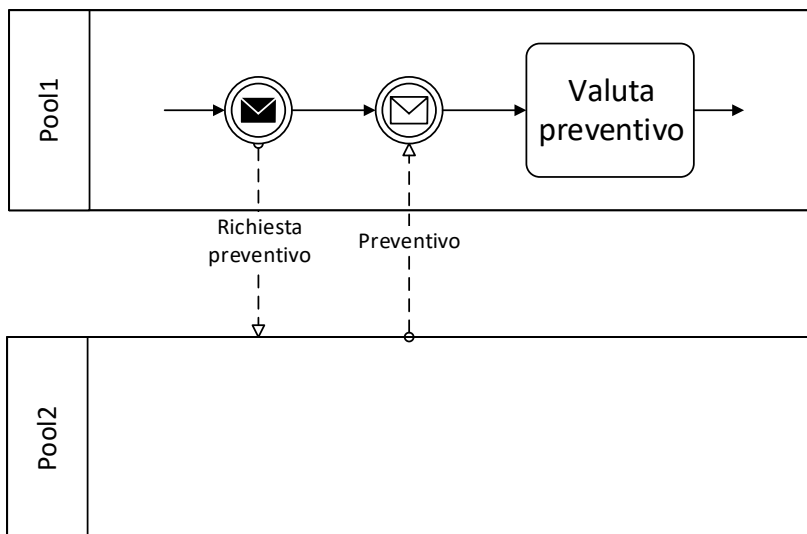 Pool1
Valuta
preventivo
Richiesta
preventivo
Preventivo
Pool2